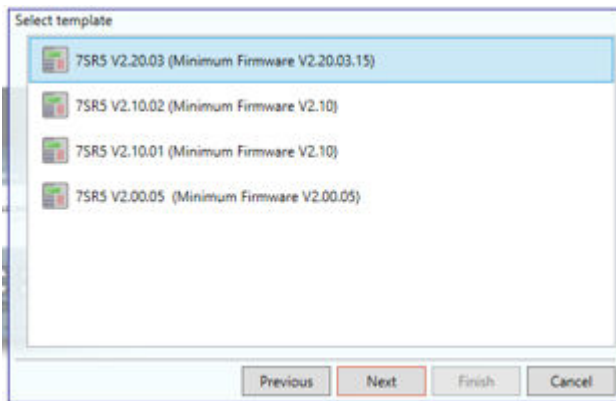 Select template
7SR5 V2.20.03 (Minimum Firmware V2.20.03.15)
7SR5 V2.10.02 (Minimum Firmware V2.10)
7SR5 V2.10.01 (Minimum Firmware V2.10)
7SR5 V2.00.05  (Minimum Firmware V2.00.05)
Previous Next Finish Cancel